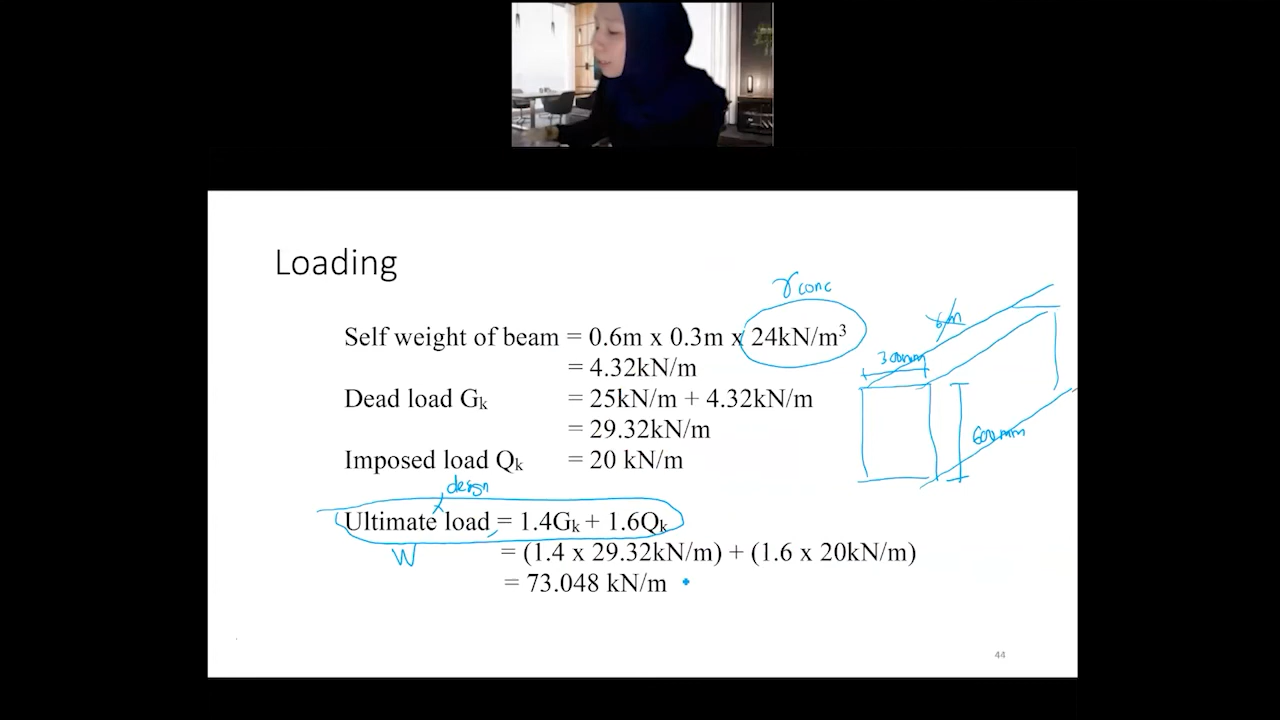 Loading
γconc
Self weight of beam = 0.6m x 0.3m x 24kN/m³
= 4.32kN/m
Dead load Gₖ = 25kN/m + 4.32kN/m
= 29.32kN/m
Imposed load Qₖ = 20 kN/m
design
Ultimate load = 1.4Gₖ + 1.6Qₖ
W
= (1.4 x 29.32kN/m) + (1.6 x 20kN/m)
= 73.048 kN/m
300mm
600mm
44